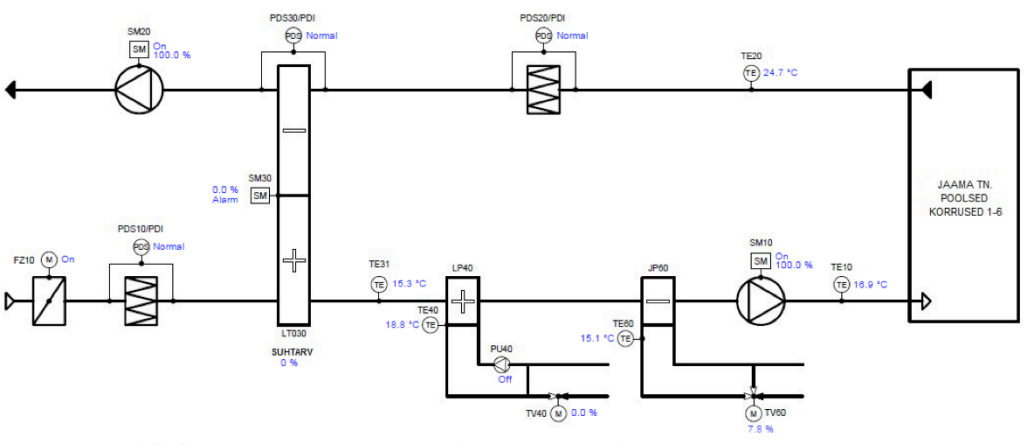 SM20
SM
On
100.0 %
PDS30/PDI
PDS Normal
PDS20/PDI
PDS Normal
TE20
TE 24.7 °C
SM30
0.0 %
Alarm
SM
JAAMA TN.
POOLSED
KORRUSED 1-6
PDS10/PDI
PDS Normal
FZ10 M On
TE31
TE 15.3 °C
LP40
JP60
SM10
SM
On
100.0 %
TE10
TE 16.9 °C
LT030
SUHTARV
0 %
TE40
18.8 °C TE
TE60
15.1 °C TE
PU40
Off
TV40 M 0.0 %
M TV60
7.8 %